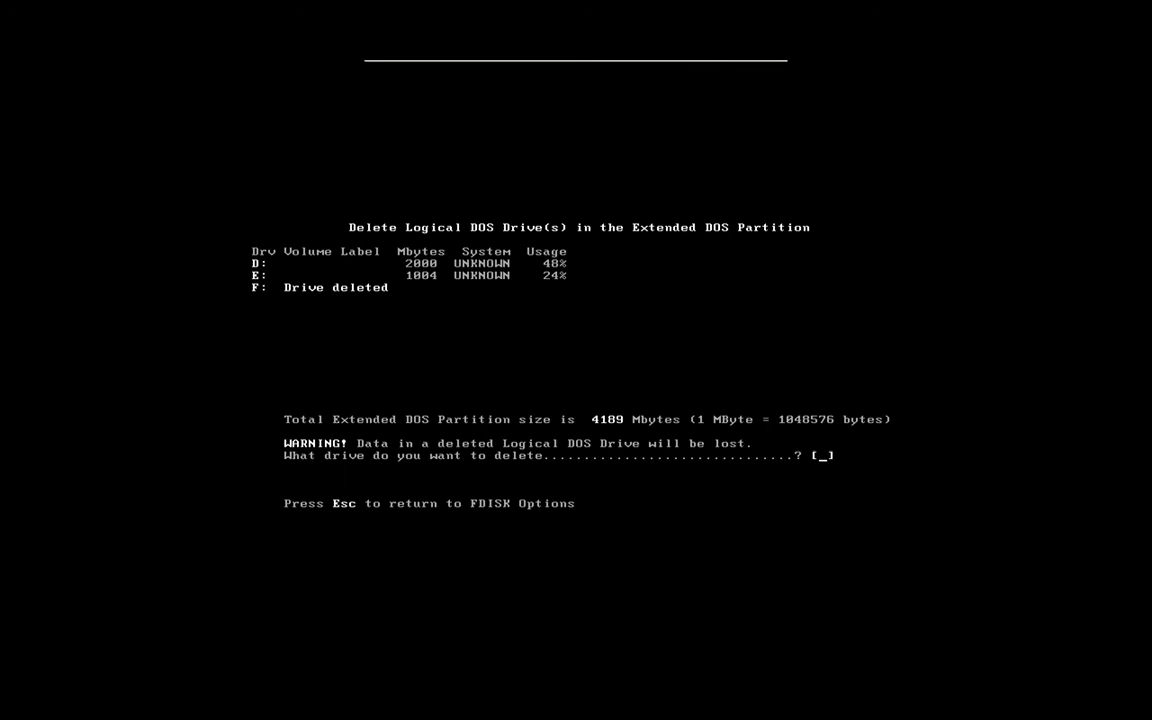 Delete Logical DOS Drive(s) in the Extended DOS Partition
Drv Volume Label  Mbytes  System  Usage
D:                 2000  UNKNOWN    48%
E:                 1004  UNKNOWN    24%
F:  Drive deleted
Total Extended DOS Partition size is  4189 Mbytes (1 MByte = 1048576 bytes)
WARNING! Data in a deleted Logical DOS Drive will be lost.
What drive do you want to delete...............................? [_]
Press Esc to return to FDISK Options